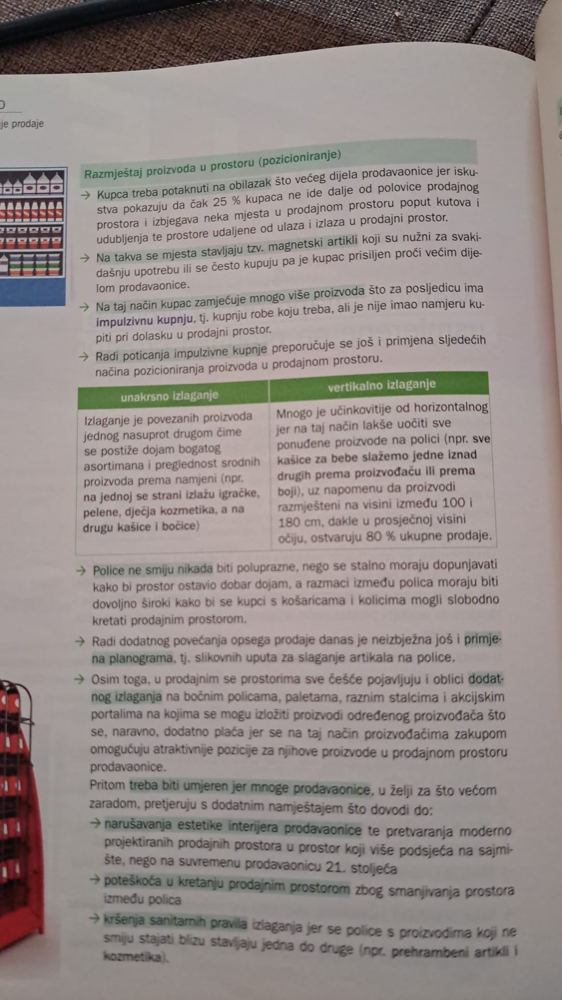 je prodaje
Razmještaj proizvoda u prostoru (pozicioniranje)
→ Kupca treba potaknuti na obilazak što većeg dijela prodavaonice jer isku-
stva pokazuju da čak 25 % kupaca ne ide dalje od polovice prodajnog
prostora i izbjegava neka mjesta u prodajnom prostoru poput kutova i
udubljenja te prostore udaljene od ulaza i izlaza u prodajni prostor.
→ Na takva se mjesta stavljaju tzv. magnetski artikli koji su nužni za svaki-
dašnju upotrebu ili se često kupuju pa je kupac prisiljen proći većim dije-
lom prodavaonice.
→ Na taj način kupac zamjećuje mnogo više proizvoda što za posljedicu ima
impulzivnu kupnju, tj. kupnju robe koju treba, ali je nije imao namjeru ku-
piti pri dolasku u prodajni prostor.
→ Radi poticanja impulzivne kupnje preporučuje se još i primjena sljedećih
načina pozicioniranja proizvoda u prodajnom prostoru.
unakrsno izlaganje
Izlaganje je povezanih proizvoda
jednog nasuprot drugom čime
se postiže dojam bogatog
asortimana i preglednost srodnih
proizvoda prema namjeni (npr.
na jednoj se strani izlažu igračke,
pelene, dječja kozmetika, a na
drugu kašice i bočice)
vertikalno izlaganje
Mnogo je učinkovitije od horizontalnog
jer na taj način lakše uočiti sve
ponuđene proizvode na polici (npr. sve
kašice za bebe slažemo jedne iznad
drugih prema proizvođaču ili prema
boji), uz napomenu da proizvodi
razmješteni na visini između 100 i
180 cm, dakle u prosječnoj visini
očiju, ostvaruju 80 % ukupne prodaje.
→ Police ne smiju nikada biti poluprazne, nego se stalno moraju dopunjavati
kako bi prostor ostavio dobar dojam, a razmaci između polica moraju biti
dovoljno široki kako bi se kupci s košaricama i kolicima mogli slobodno
kretati prodajnim prostorom.
→ Radi dodatnog povećanja opsega prodaje danas je neizbježna još i primje-
na planograma, tj. slikovnih uputa za slaganje artikala na police.
→ Osim toga, u prodajnim se prostorima sve češće pojavljuju i oblici dodat-
nog izlaganja na bočnim policama, paletama, raznim stalcima i akcijskim
portalima na kojima se mogu izložiti proizvodi određenog proizvođača što
se, naravno, dodatno plaća jer se na taj način proizvođačima zakupom
omogućuju atraktivnije pozicije za njihove proizvode u prodajnom prostoru
prodavaonice.
Pritom treba biti umjeren jer mnoge prodavaonice, u želji za što većom
zaradom, pretjeruju s dodatnim namještajem što dovodi do:
→ narušavanja estetike interijera prodavaonice te pretvaranja moderno
projektiranih prodajnih prostora u prostor koji više podsjeća na sajmi-
šte, nego na suvremenu prodavaonicu 21. stoljeća
→ poteškoća u kretanju prodajnim prostorom zbog smanjivanja prostora
između polica
→ kršenja sanitarnih pravila izlaganja jer se police s proizvodima koji ne
smiju stajati blizu stavljaju jedna do druge (npr. prehrambeni artikli i
kozmetika).